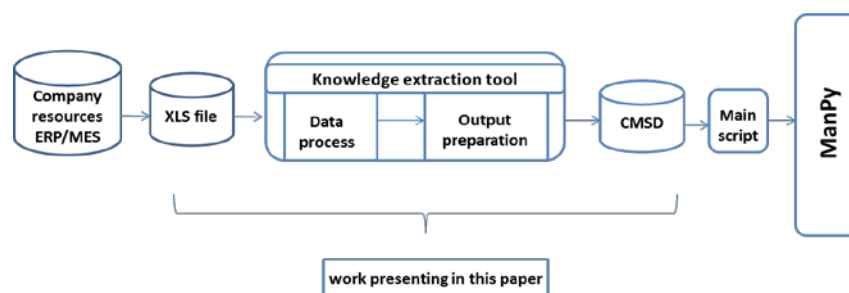 Company
resources
ERP/MES
XLS file
Knowledge extraction tool
Data
process
Output
preparation
CMSD
Main
script
ManPy
work presenting in this paper